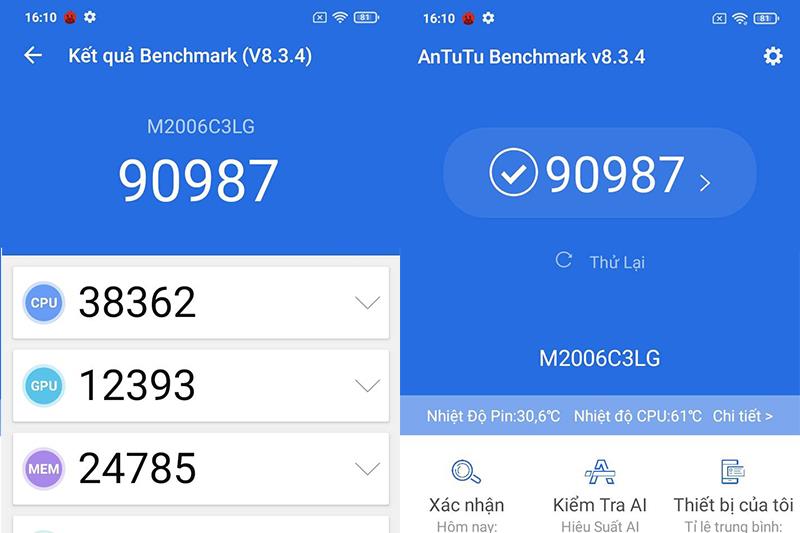 16:10
81
Kết quả Benchmark (V8.3.4)
M2006C3LG
90987
CPU 38362
GPU 12393
MEM 24785
16:10
81
AnTuTu Benchmark v8.3.4
90987 >
Thử Lại
M2006C3LG
Nhiệt Độ Pin:30,6℃ Nhiệt độ CPU:61℃ Chi tiết >
Xác nhận Kiểm Tra AI Thiết bị của tôi
Hôm nay: Hiệu Suất AI Tỉ lệ trung bình: